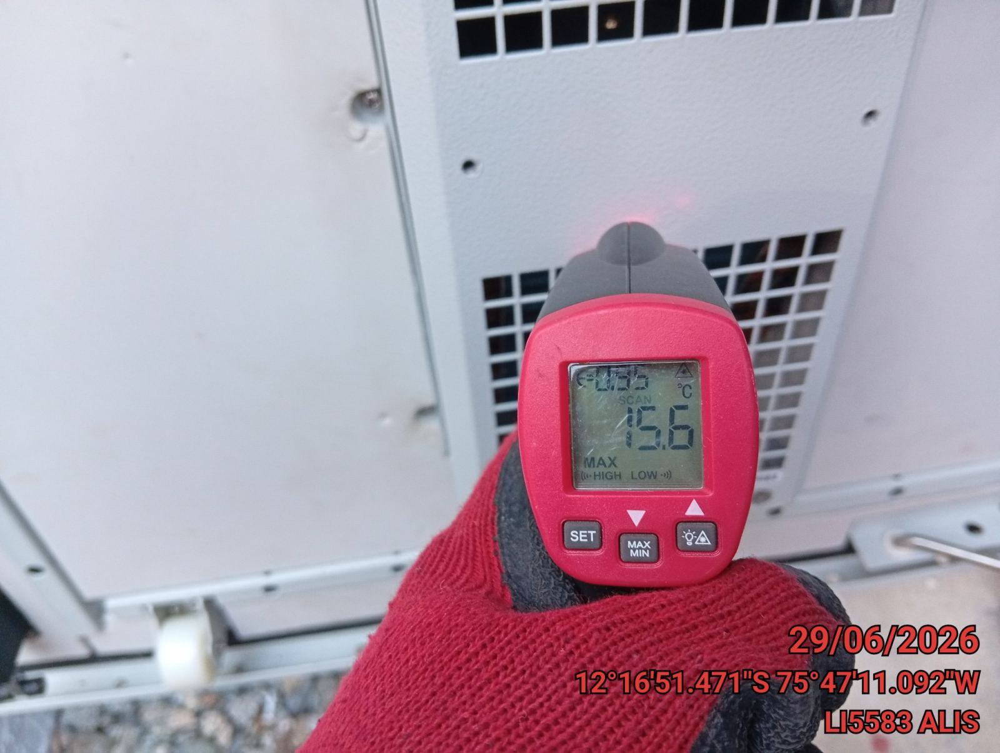 ε=0.95
°C
SCAN
15.6
MAX
HIGH LOW
SET
MAX
MIN
29/06/2026
12°16'51.471"S 75°47'11.092"W
LI5583 ALIS